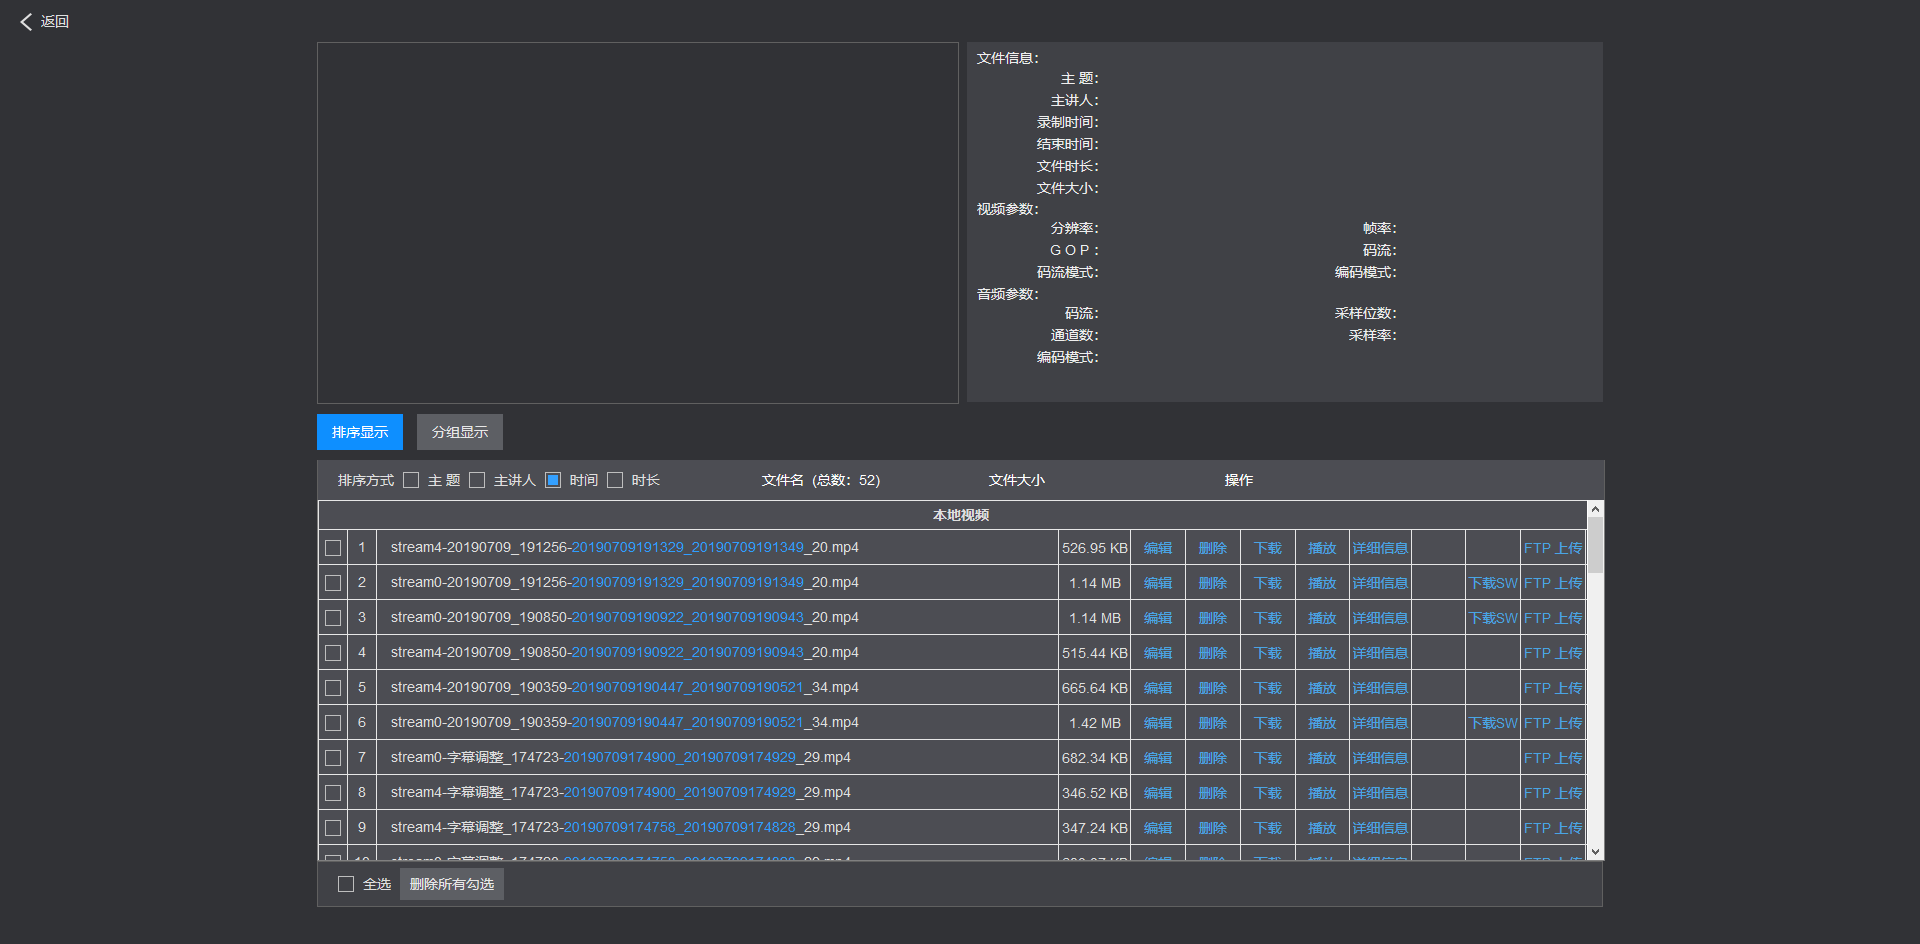 返回
文件信息：
主 题：
主讲人：
录制时间：
结束时间：
文件时长：
文件大小：
视频参数：
分辨率： 帧率：
G O P： 码流：
码流模式： 编码模式：
音频参数：
码流： 采样位数：
通道数： 采样率：
编码模式：
排序显示 分组显示
排序方式 主 题 主讲人 时间 时长 文件名 (总数：52) 文件大小 操作
本地视频
1 stream4-20190709_191256-20190709191329_20190709191349_20.mp4 526.95 KB 编辑 删除 下载 播放 详细信息 FTP 上传
2 stream0-20190709_191256-20190709191329_20190709191349_20.mp4 1.14 MB 编辑 删除 下载 播放 详细信息 下载SW FTP 上传
3 stream0-20190709_190850-20190709190922_20190709190943_20.mp4 1.14 MB 编辑 删除 下载 播放 详细信息 下载SW FTP 上传
4 stream4-20190709_190850-20190709190922_20190709190943_20.mp4 515.44 KB 编辑 删除 下载 播放 详细信息 FTP 上传
5 stream4-20190709_190359-20190709190447_20190709190521_34.mp4 665.64 KB 编辑 删除 下载 播放 详细信息 FTP 上传
6 stream0-20190709_190359-20190709190447_20190709190521_34.mp4 1.42 MB 编辑 删除 下载 播放 详细信息 下载SW FTP 上传
7 stream0-字幕调整_174723-20190709174900_20190709174929_29.mp4 682.34 KB 编辑 删除 下载 播放 详细信息 FTP 上传
8 stream4-字幕调整_174723-20190709174900_20190709174929_29.mp4 346.52 KB 编辑 删除 下载 播放 详细信息 FTP 上传
9 stream4-字幕调整_174723-20190709174758_20190709174828_29.mp4 347.24 KB 编辑 删除 下载 播放 详细信息 FTP 上传
全选 删除所有勾选